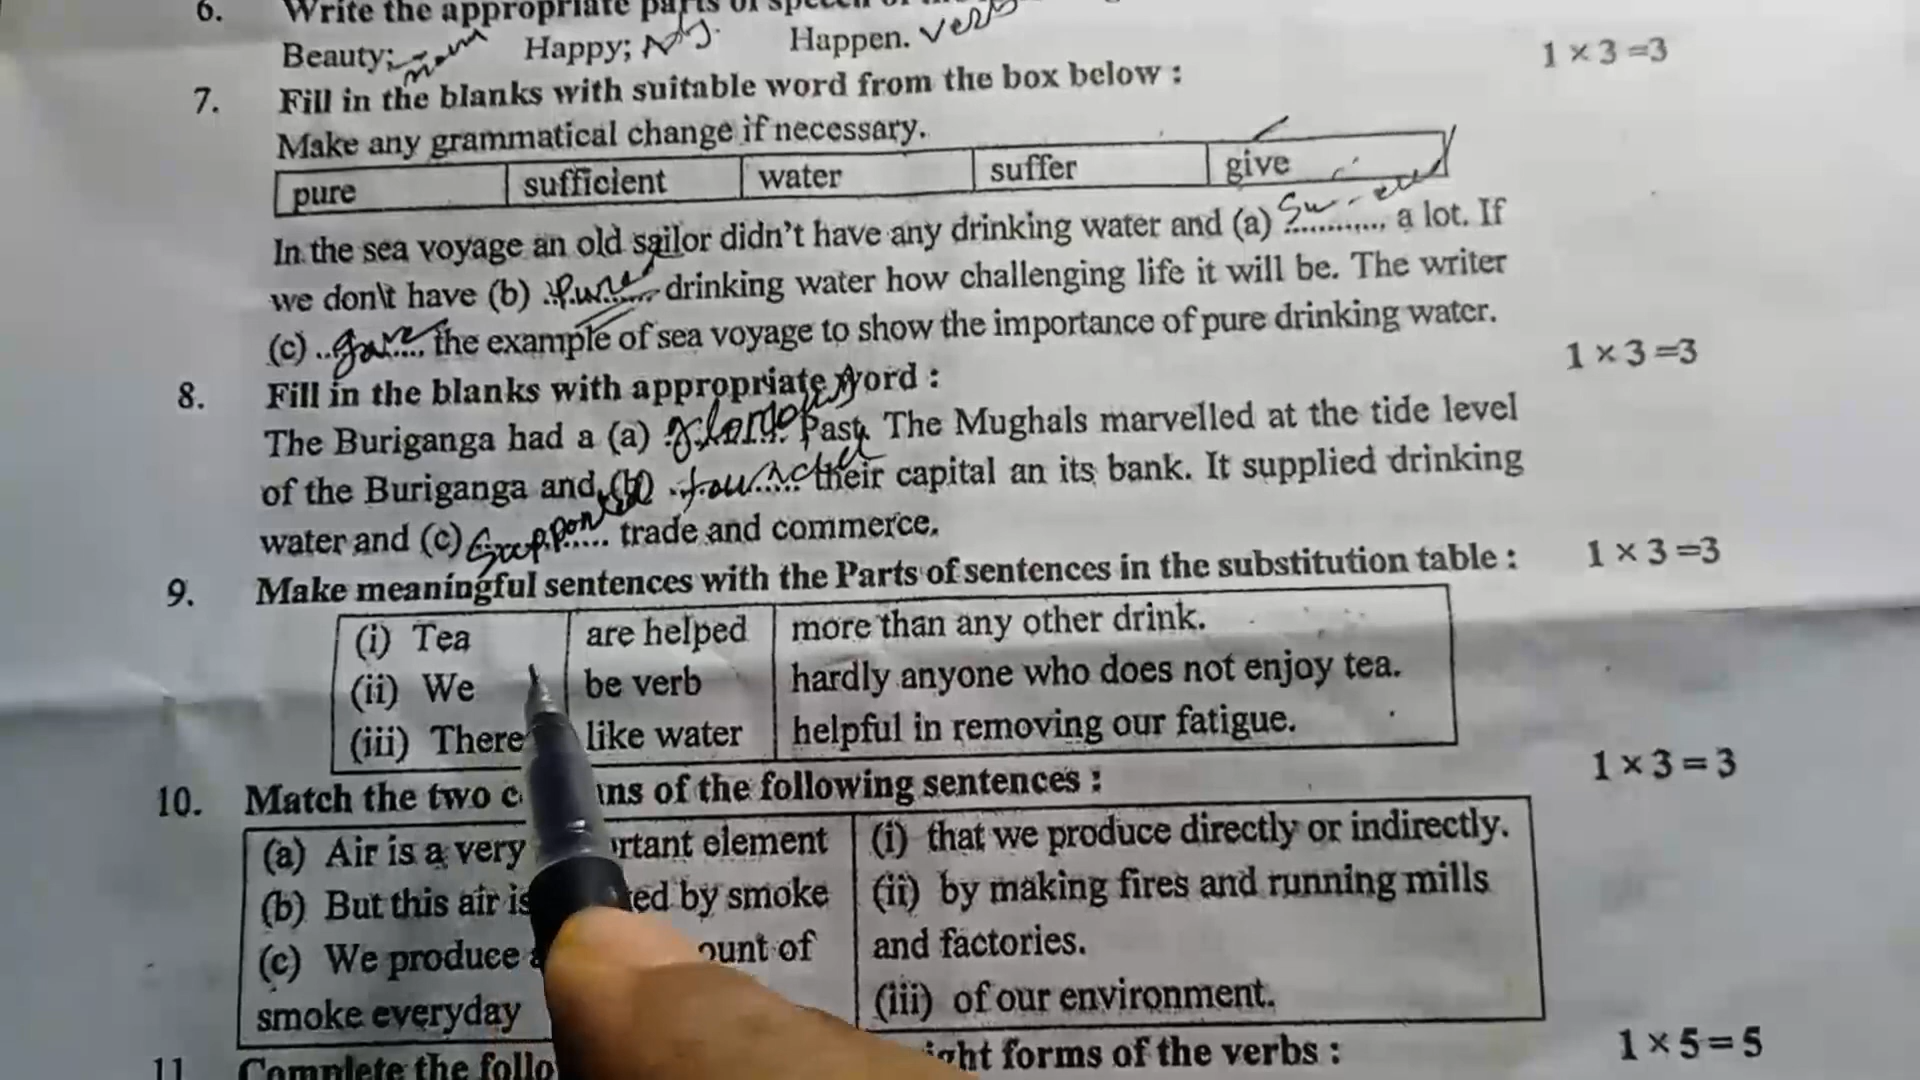 6. Write the appropriate parts of speech of
Beauty; noun Happy; Adj. Happen. verb
7. Fill in the blanks with suitable word from the box below : 1 × 3 =3
Make any grammatical change if necessary.
pure sufficient water suffer give
In the sea voyage an old sailor didn't have any drinking water and (a) .........., a lot. If
we don\t have (b) .Pure..... drinking water how challenging life it will be. The writer
(c) ..gave.... the example of sea voyage to show the importance of pure drinking water.
8. Fill in the blanks with appropriate word : 1 × 3 =3
The Buriganga had a (a) past. The Mughals marvelled at the tide level
of the Buriganga and (b) their capital an its bank. It supplied drinking
water and (c) trade and commerce.
9. Make meaningful sentences with the Parts of sentences in the substitution table : 1 × 3 =3
(i) Tea are helped more than any other drink.
(ii) We be verb hardly anyone who does not enjoy tea.
(iii) There like water helpful in removing our fatigue.
10. Match the two of the following sentences : 1 × 3 = 3
(a) Air is a very element (i) that we produce directly or indirectly.
(b) But this air is by smoke (ii) by making fires and running mills
and factories.
(c) We produce of
smoke everyday (iii) of our environment.
11. Complete the forms of the verbs : 1 × 5 = 5